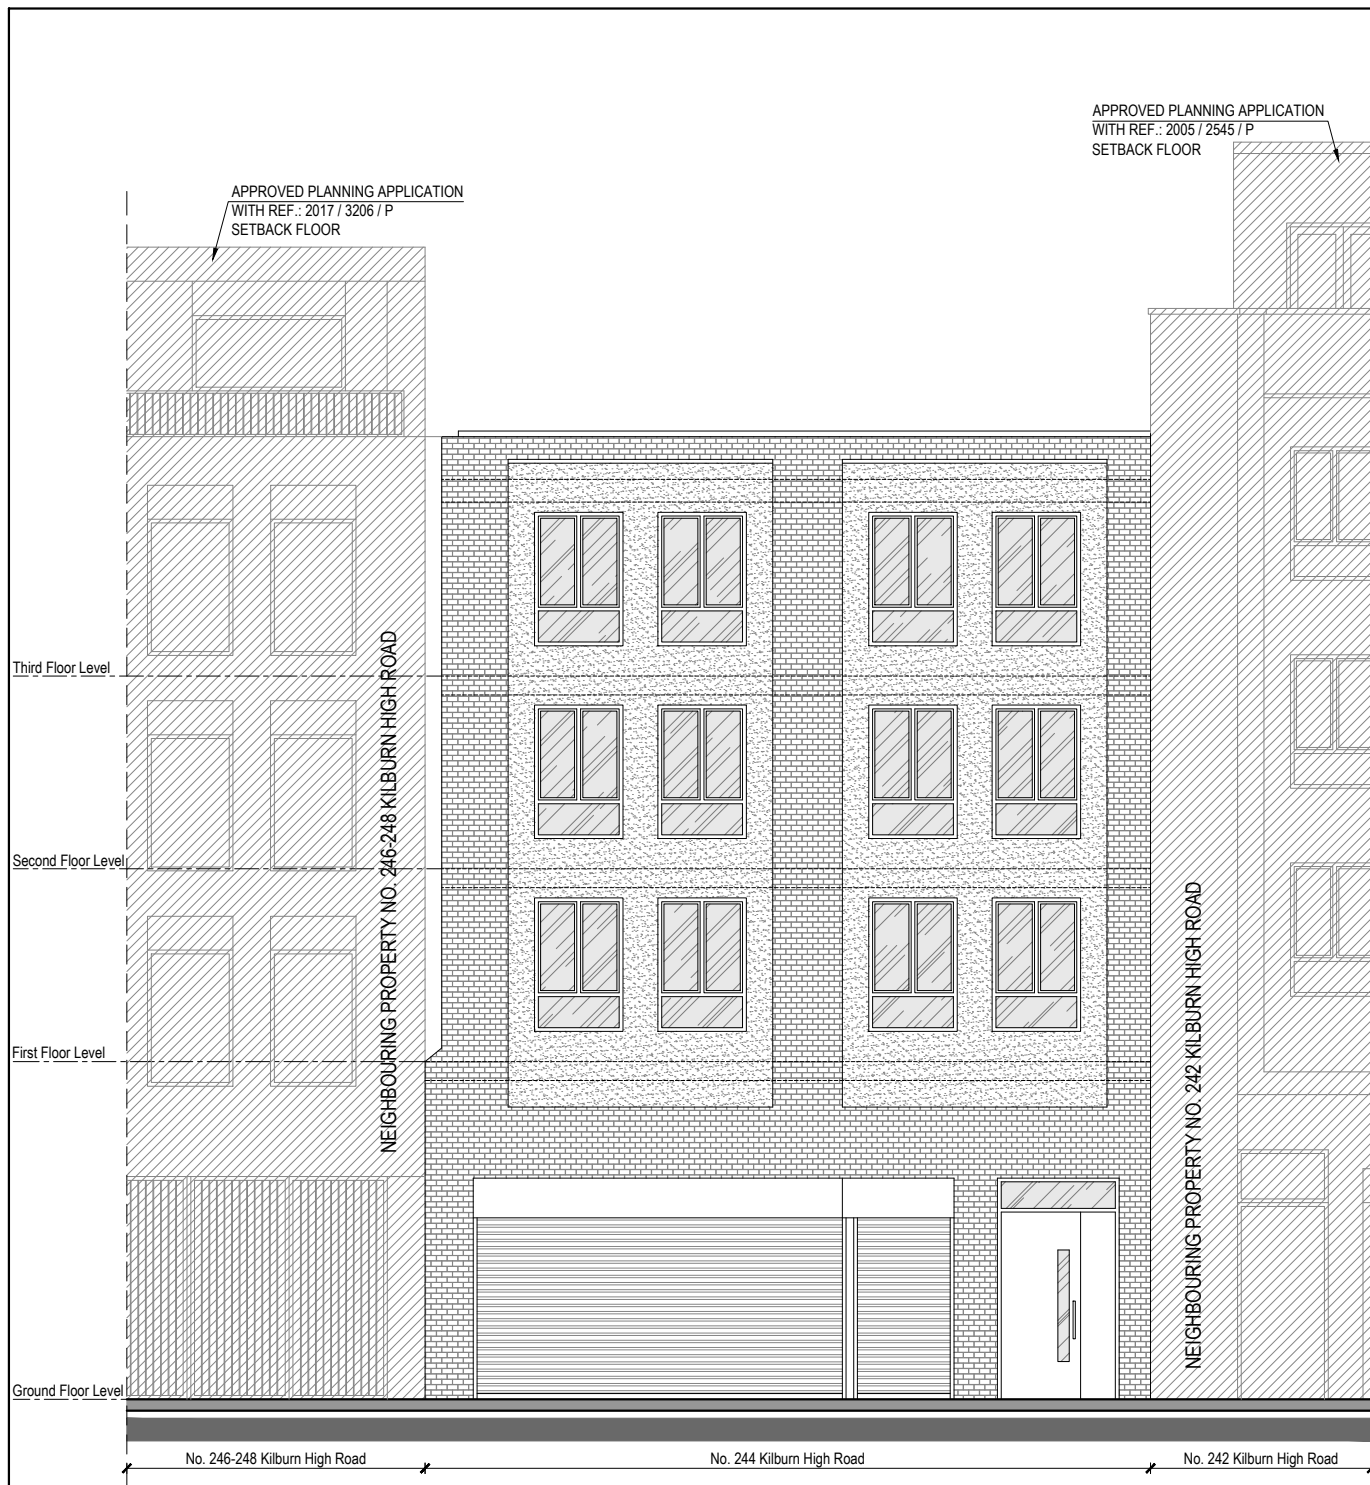 APPROVED PLANNING APPLICATION
WITH REF.: 2005 / 2545 / P
SETBACK FLOOR
APPROVED PLANNING APPLICATION
WITH REF.: 2017 / 3206 / P
SETBACK FLOOR
Third Floor Level
NEIGHBOURING PROPERTY NO. 246-248 KILBURN HIGH ROAD
Second Floor Level
NEIGHBOURING PROPERTY NO. 242 KILBURN HIGH ROAD
First Floor Level
Ground Floor Level
No. 246-248 Kilburn High Road
No. 244 Kilburn High Road
No. 242 Kilburn High Road